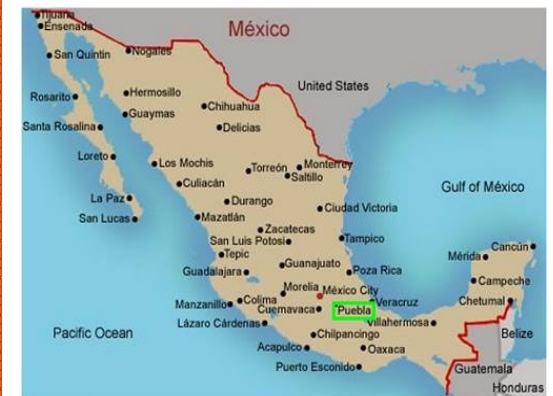 México
Tijuana
Ensenada
San Quintin
Nogales
United States
Rosarito
Hermosillo
Chihuahua
Guaymas
Santa Rosalina
Delicias
Loreto
Los Mochis
Torreón
Monterrey
Saltillo
Culiacán
Gulf of México
La Paz
Durango
Ciudad Victoria
San Lucas
Mazatlán
Zacatecas
San Luis Potosi
Tampico
Cancún
Tepic
Mérida
Guadalajara
Guanajuato
Poza Rica
Campeche
Morelia
México City
Manzanillo
Colima
Cuernavaca
Puebla
Veracruz
Chetumal
Lázaro Cárdenas
Villahermosa
Pacific Ocean
Chilpancingo
Belize
Acapulco
Oaxaca
Puerto Esconido
Guatemala
Honduras